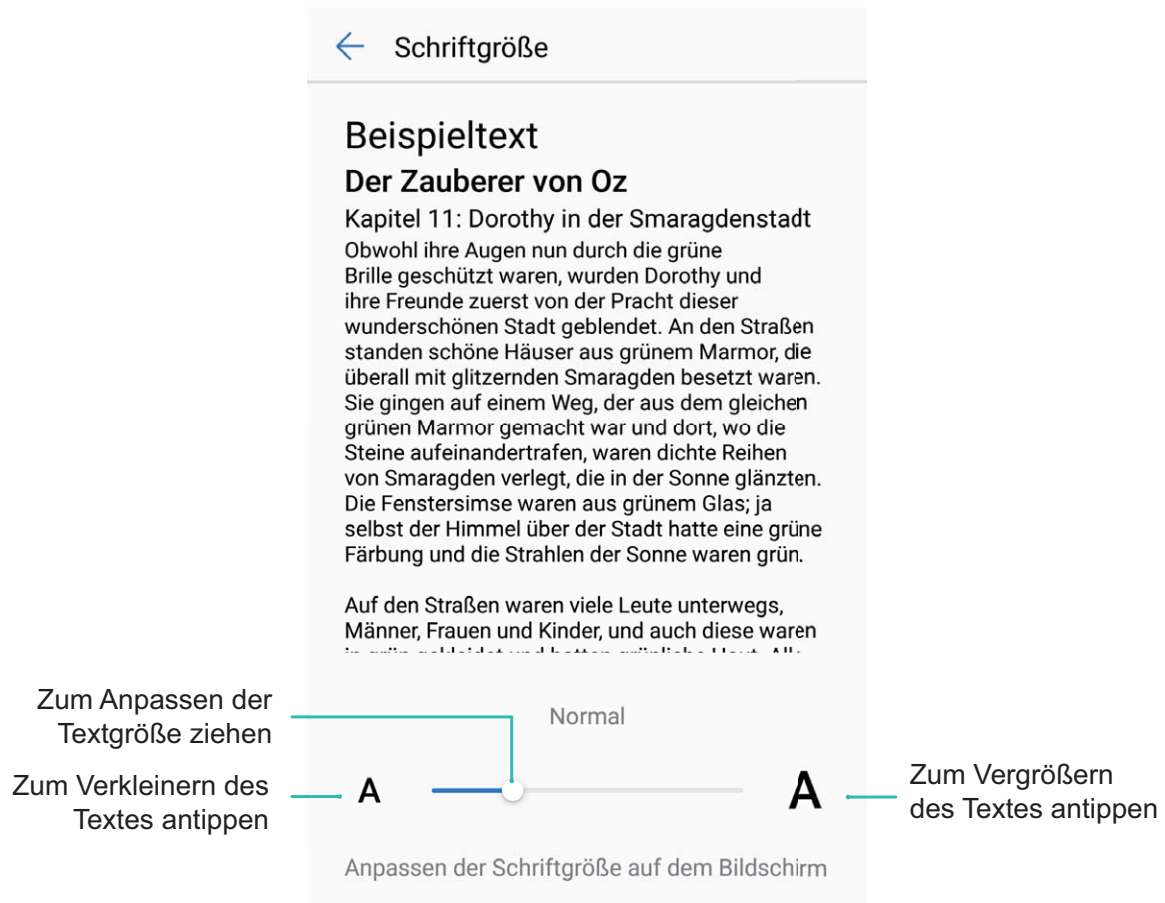 Schriftgröße
Beispieltext
Der Zauberer von Oz
Kapitel 11: Dorothy in der Smaragdenstadt
Obwohl ihre Augen nun durch die grüne
Brille geschützt waren, wurden Dorothy und
ihre Freunde zuerst von der Pracht dieser
wunderschönen Stadt geblendet. An den Straßen
standen schöne Häuser aus grünem Marmor, die
überall mit glitzernden Smaragden besetzt waren.
Sie gingen auf einem Weg, der aus dem gleichen
grünen Marmor gemacht war und dort, wo die
Steine aufeinandertrafen, waren dichte Reihen
von Smaragden verlegt, die in der Sonne glänzten.
Die Fenstersimse waren aus grünem Glas; ja
selbst der Himmel über der Stadt hatte eine grüne
Färbung und die Strahlen der Sonne waren grün.
Auf den Straßen waren viele Leute unterwegs,
Männer, Frauen und Kinder, und auch diese waren
Zum Anpassen der
Textgröße ziehen
Normal
Zum Verkleinern des
Textes antippen
A
A
Zum Vergrößern
des Textes antippen
Anpassen der Schriftgröße auf dem Bildschirm